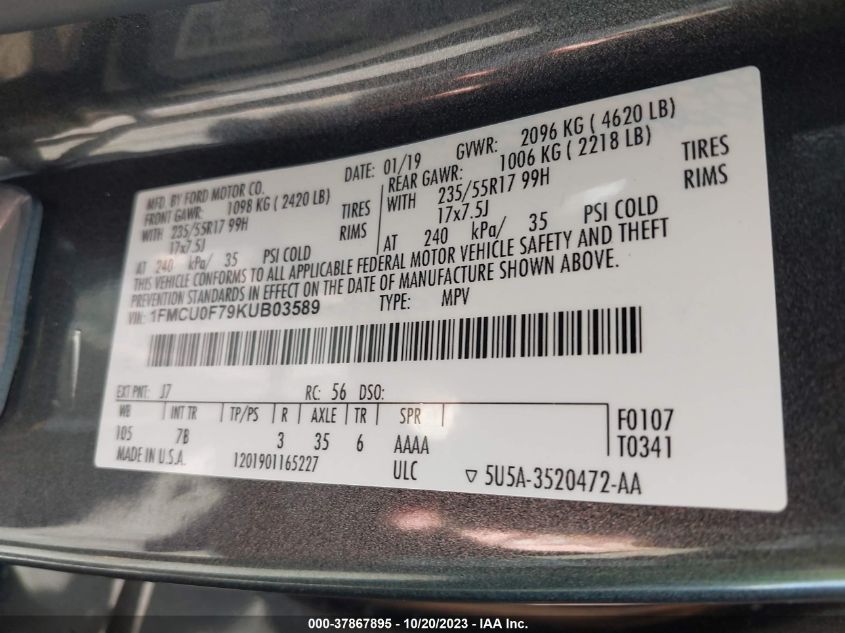 MFD. BY FORD MOTOR CO.
DATE: 01/19 GVWR: 2096 KG ( 4620 LB)
FRONT GAWR: 1098 KG ( 2420 LB)
REAR GAWR: 1006 KG ( 2218 LB)
WITH 235/55R17 99H TIRES
WITH 235/55R17 99H TIRES
17x7.5J RIMS
17x7.5J RIMS
AT 240 kPa/ 35 PSI COLD
AT 240 kPa/ 35 PSI COLD
THIS VEHICLE CONFORMS TO ALL APPLICABLE FEDERAL MOTOR VEHICLE SAFETY AND THEFT
PREVENTION STANDARDS IN EFFECT ON THE DATE OF MANUFACTURE SHOWN ABOVE.
VIN: 1FMCU0F79KUB03589 TYPE: MPV
EXT PNT: J7 RC: 56 DSO:
WB INT TR TP/PS R AXLE TR SPR F0107
105 7B 3 35 6 AAAA T0341
MADE IN U.S.A. 1201901165227 ULC ▽ 5U5A-3520472-AA
000-37867895 - 10/20/2023 - IAA Inc.